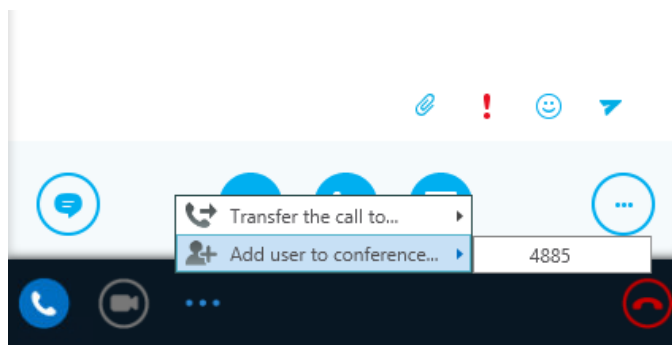 Transfer the call to...
Add user to conference...
4885